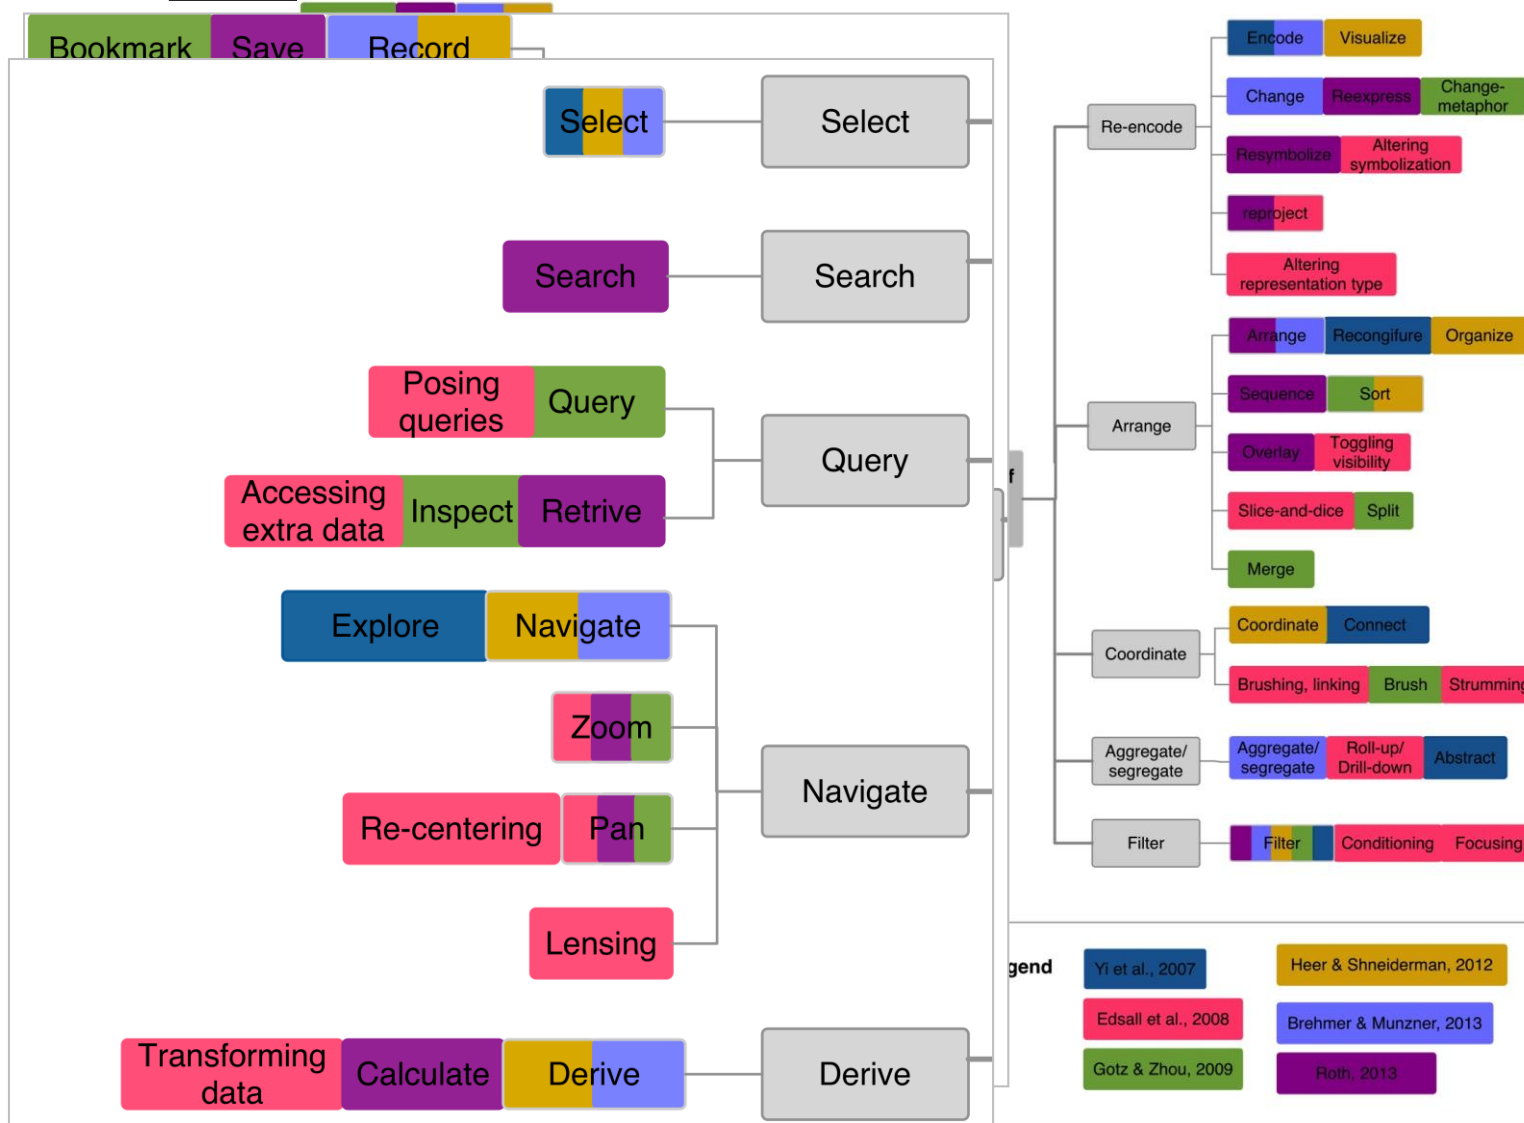 Bookmark Save Record
Select Select
Search Search
Posing
queries
Query
Query
Accessing
extra data
Inspect Retrive
Explore Navigate
Zoom
Navigate
Re-centering Pan
Lensing
Transforming
data
Calculate Derive
Derive
f
Re-encode
Encode Visualize
Change Reexpress
Change-
metaphor
Resymbolize
Altering
symbolization
reproject
Altering
representation type
Arrange
Arrange Recongifure Organize
Sequence Sort
Overlay
Toggling
visibility
Slice-and-dice Split
Merge
Coordinate
Coordinate Connect
Brushing, linking Brush Strumming
Aggregate/
segregate
Aggregate/
segregate
Roll-up/
Drill-down
Abstract
Filter
Filter Conditioning Focusing
gend
Yi et al., 2007
Heer & Shneiderman, 2012
Edsall et al., 2008
Brehmer & Munzner, 2013
Gotz & Zhou, 2009
Roth, 2013